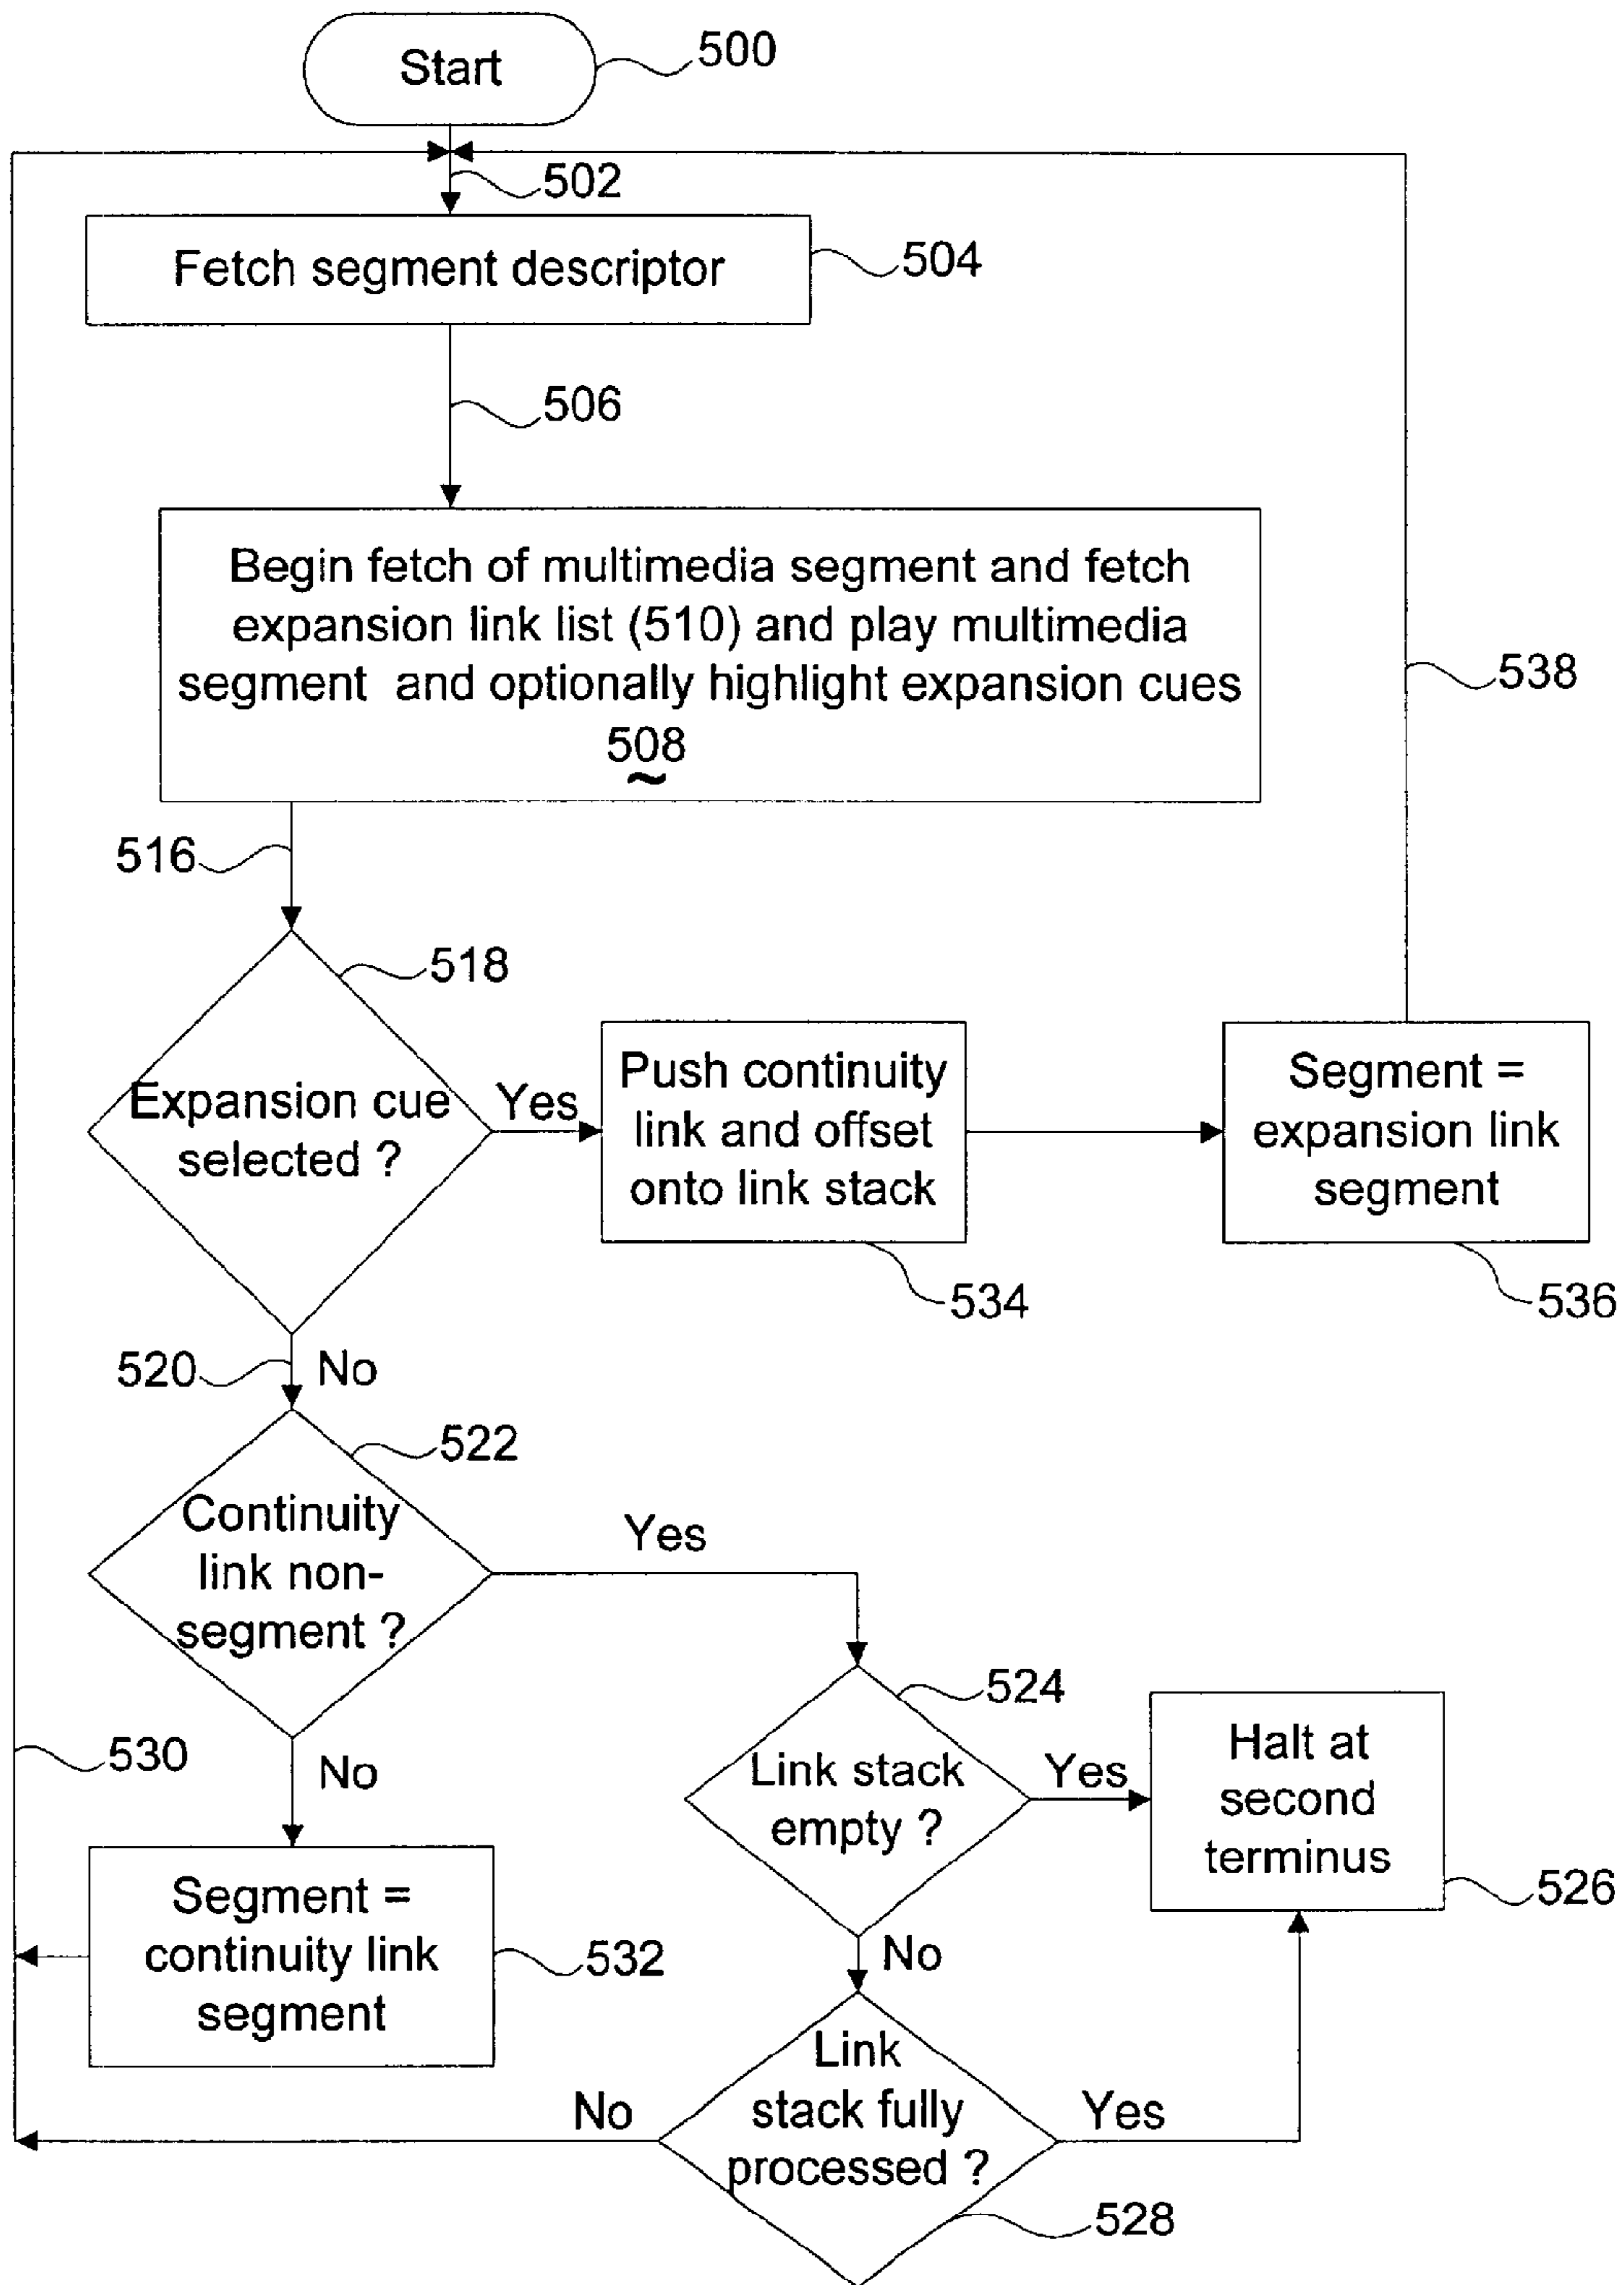 Start
500
502
Fetch segment descriptor
504
506
Begin fetch of multimedia segment and fetch
expansion link list (510) and play multimedia
segment and optionally highlight expansion cues
508
538
516
518
Expansion cue
selected ?
Yes
Push continuity
link and offset
onto link stack
534
Segment =
expansion link
segment
536
520
No
522
Continuity
link non-
segment ?
Yes
524
Link stack
empty ?
Yes
Halt at
second
terminus
526
530
No
Segment =
continuity link
segment
532
No
Link
stack fully
processed ?
No
Yes
528